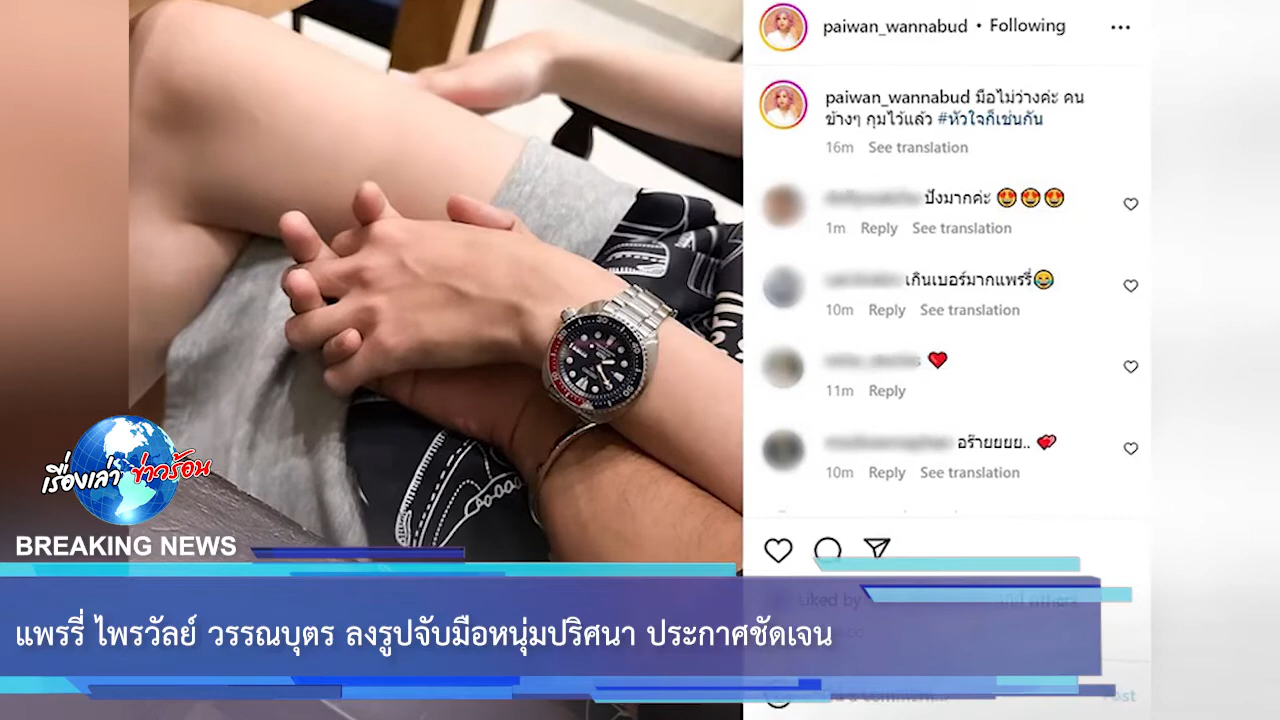 paiwan_wannabud • Following
paiwan_wannabud มือไม่ว่างค่ะ คน
ข้างๆ กุมไว้แล้ว #หัวใจก็เช่นกัน
16m See translation
ปังมากค่ะ 😍😍😍
1m Reply See translation
เกินเบอร์มากแพรรี่😂
10m Reply See translation
❤️
11m Reply
อร๊ายยยย.. 💕
10m Reply See translation
Liked by
others
เรื่องเล่า ข่าวร้อน
BREAKING NEWS
แพรรี่ ไพรวัลย์ วรรณบุตร ลงรูปจับมือหนุ่มปริศนา ประกาศชัดเจน